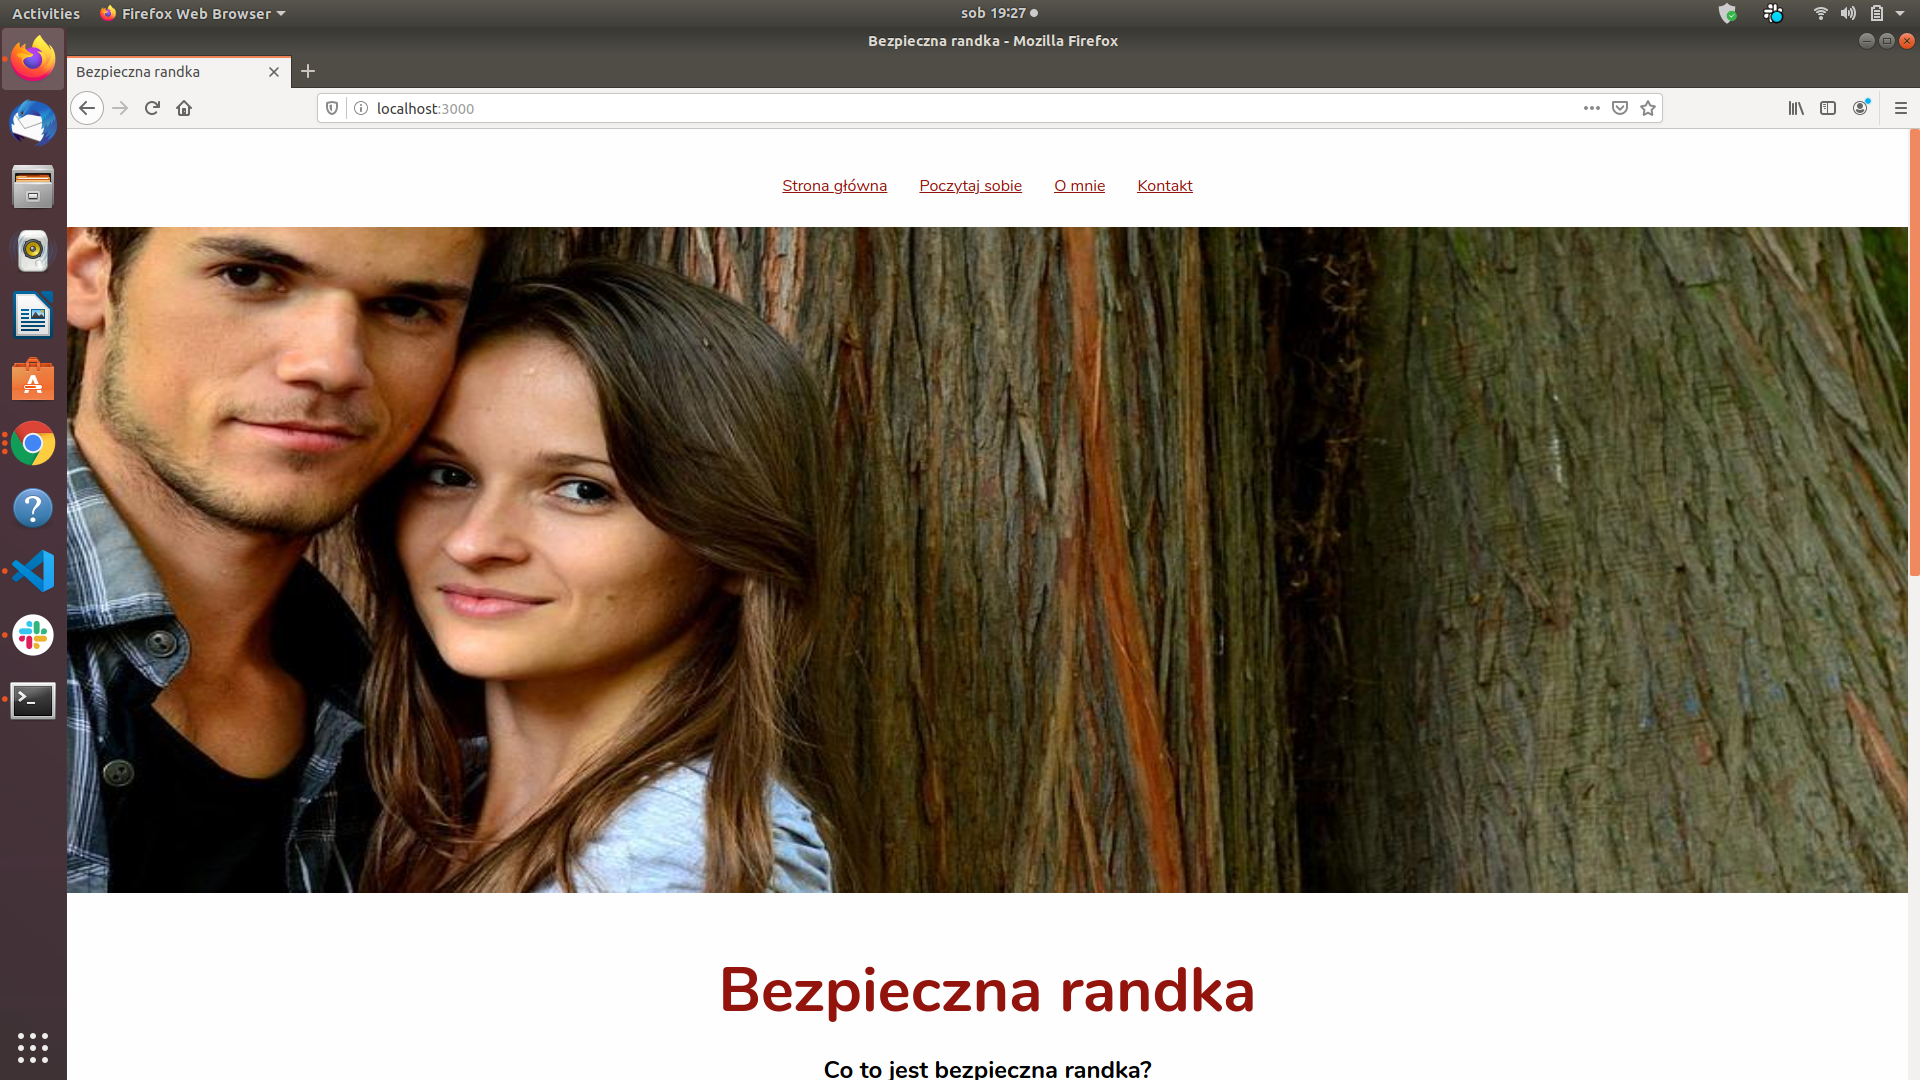 Activities
Firefox Web Browser
sob 19:27
Bezpieczna randka - Mozilla Firefox
Bezpieczna randka
localhost:3000
Strona główna
Poczytaj sobie
O mnie
Kontakt
Bezpieczna randka
Co to jest bezpieczna randka?